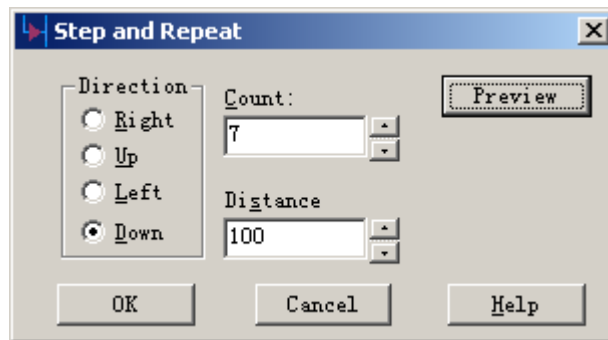 Step and Repeat
Direction
Right
Up
Left
Down
Count:
7
Distance
100
Preview
OK
Cancel
Help